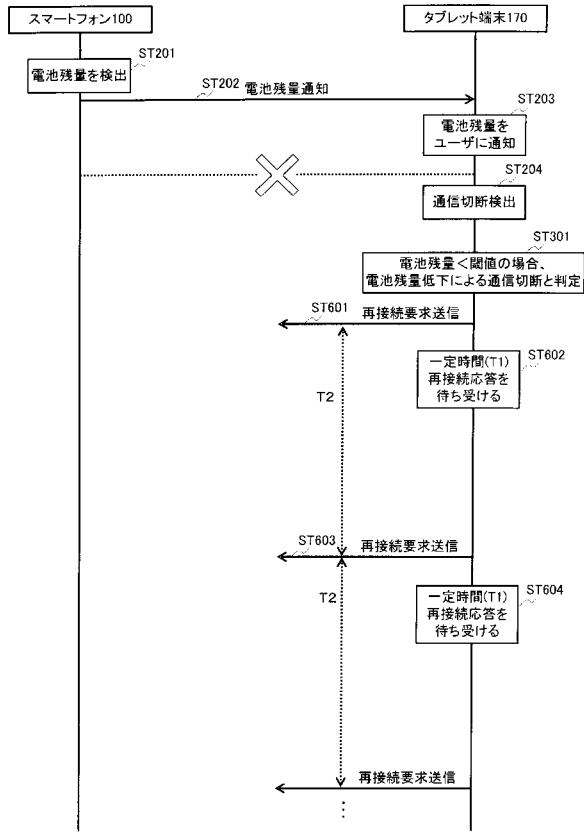 スマートフォン100
タブレット端末170
ST201
電池残量を検出
ST202
電池残量通知
ST203
電池残量を
ユーザに通知
ST204
通信切断検出
ST301
電池残量<閾値の場合、
電池残量低下による通信切断と判定
ST601
再接続要求送信
ST602
一定時間(T1)
再接続応答を
待ち受ける
T2
ST603
再接続要求送信
ST604
一定時間(T1)
再接続応答を
待ち受ける
T2
再接続要求送信